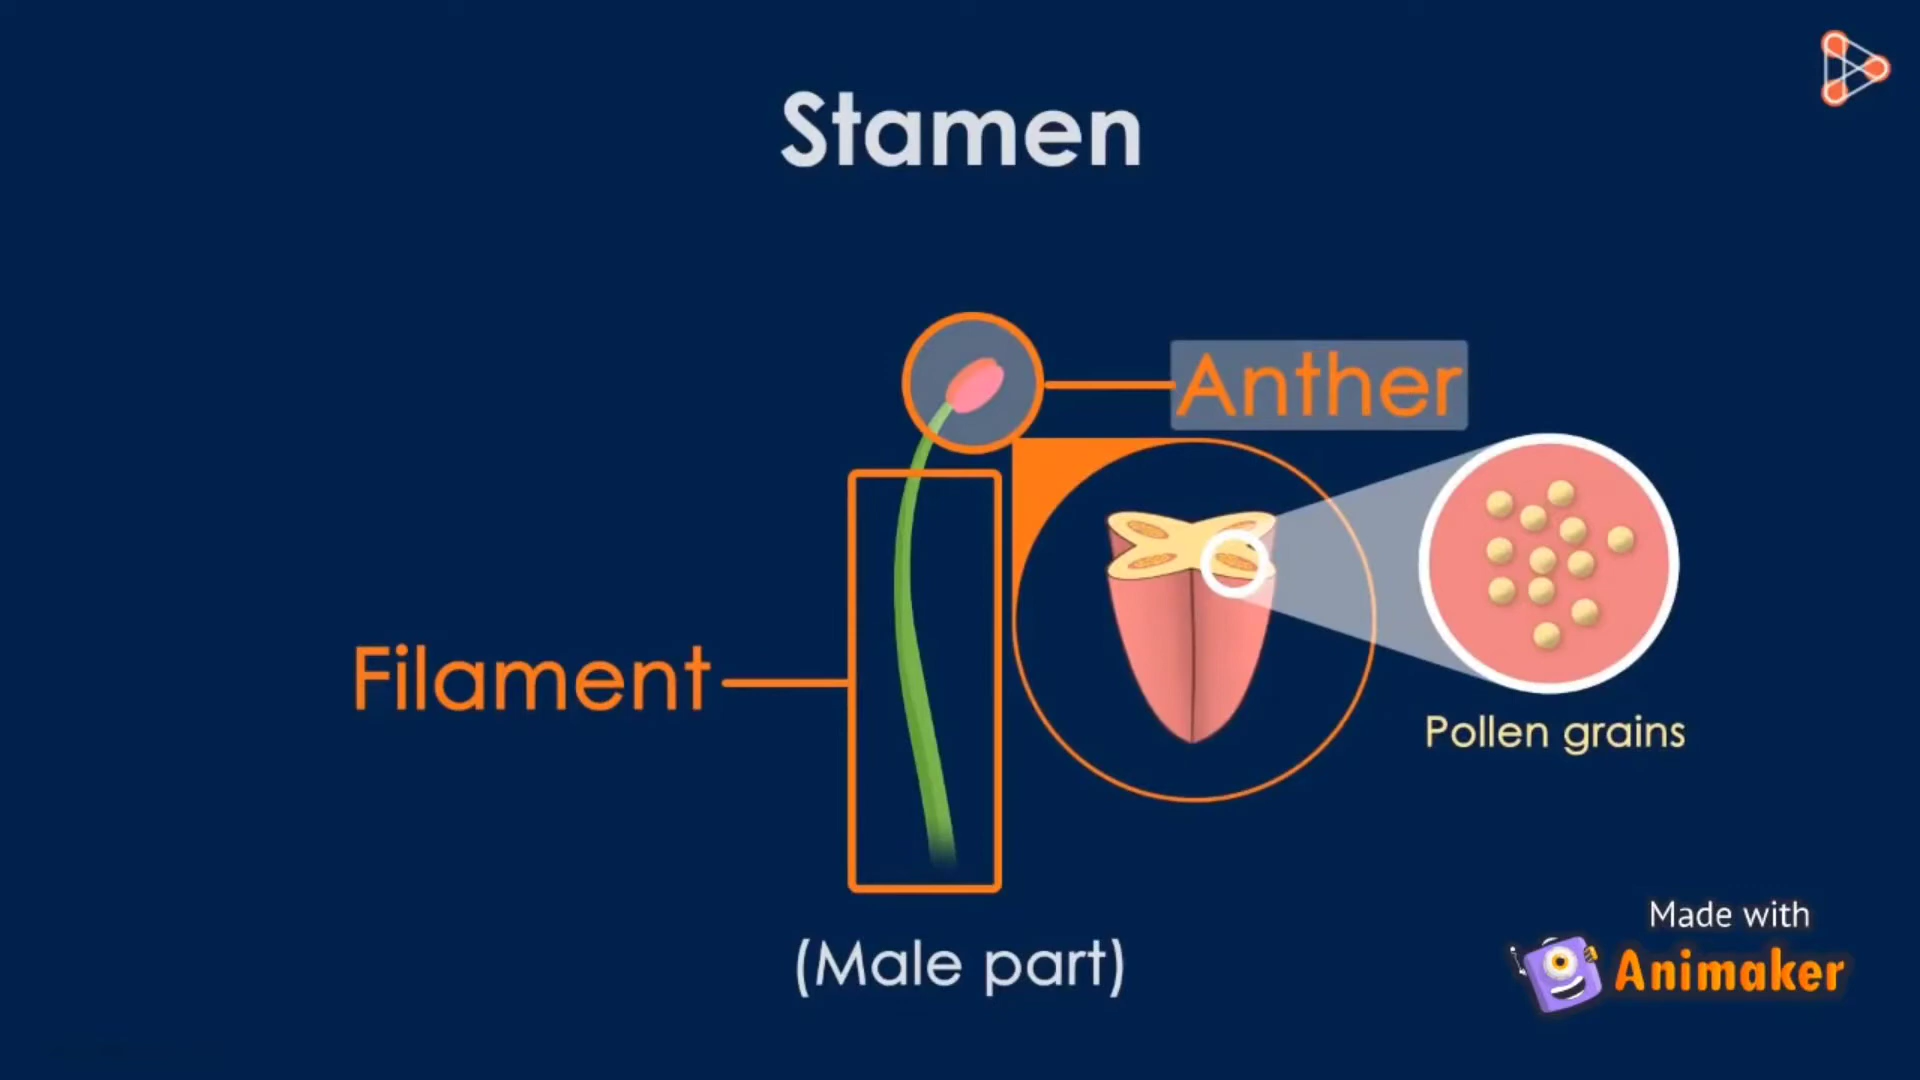 Stamen
Anther
Filament
Pollen grains
(Male part)
Made with
Animaker